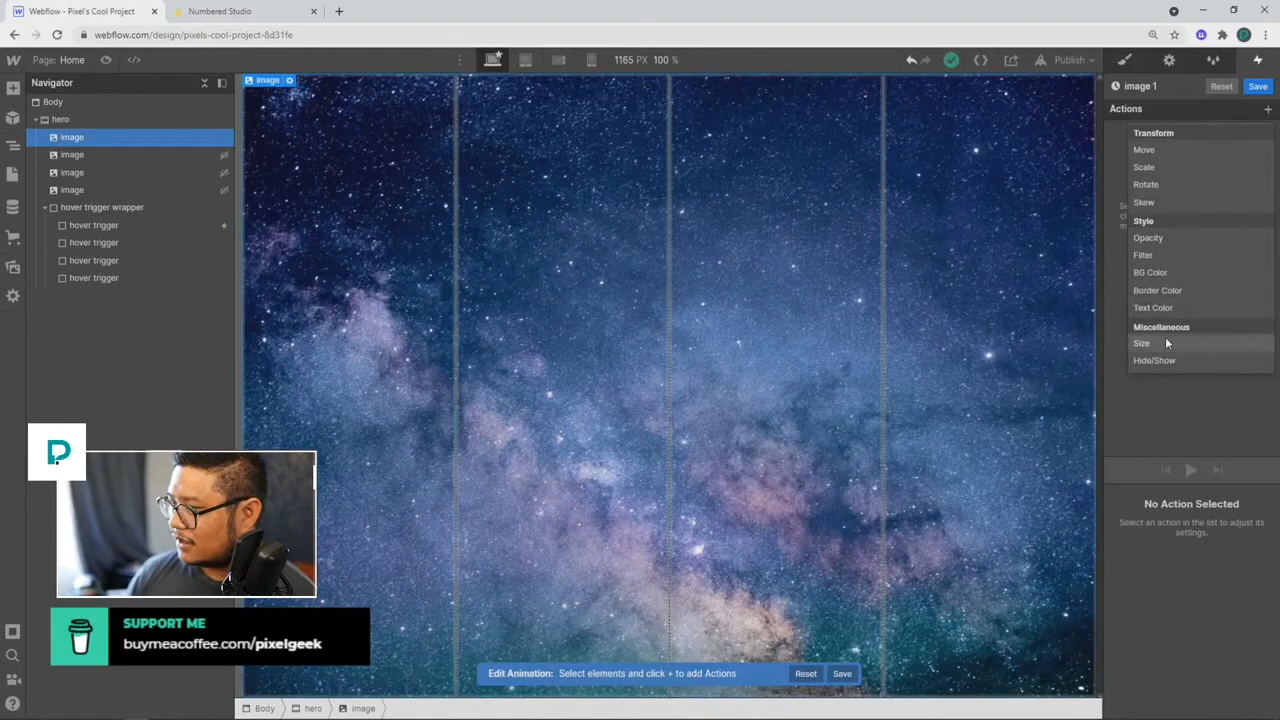 Webflow - Pixel's Cool Project
Numbered Studio
webflow.com/design/pixels-cool-project-8d31fe
Page: Home
1165 PX 100 %
Publish
Navigator
Body
hero
image
image
image
image
hover trigger wrapper
hover trigger
hover trigger
hover trigger
hover trigger
image
image 1
Reset
Save
Actions
Transform
Move
Scale
Rotate
Skew
Style
Opacity
Filter
BG Color
Border Color
Text Color
Miscellaneous
Size
Hide/Show
No Action Selected
Select an action in the list to adjust its
settings.
SUPPORT ME
buymeacoffee.com/pixelgeek
Edit Animation: Select elements and click + to add Actions
Reset
Save
Body
hero
image